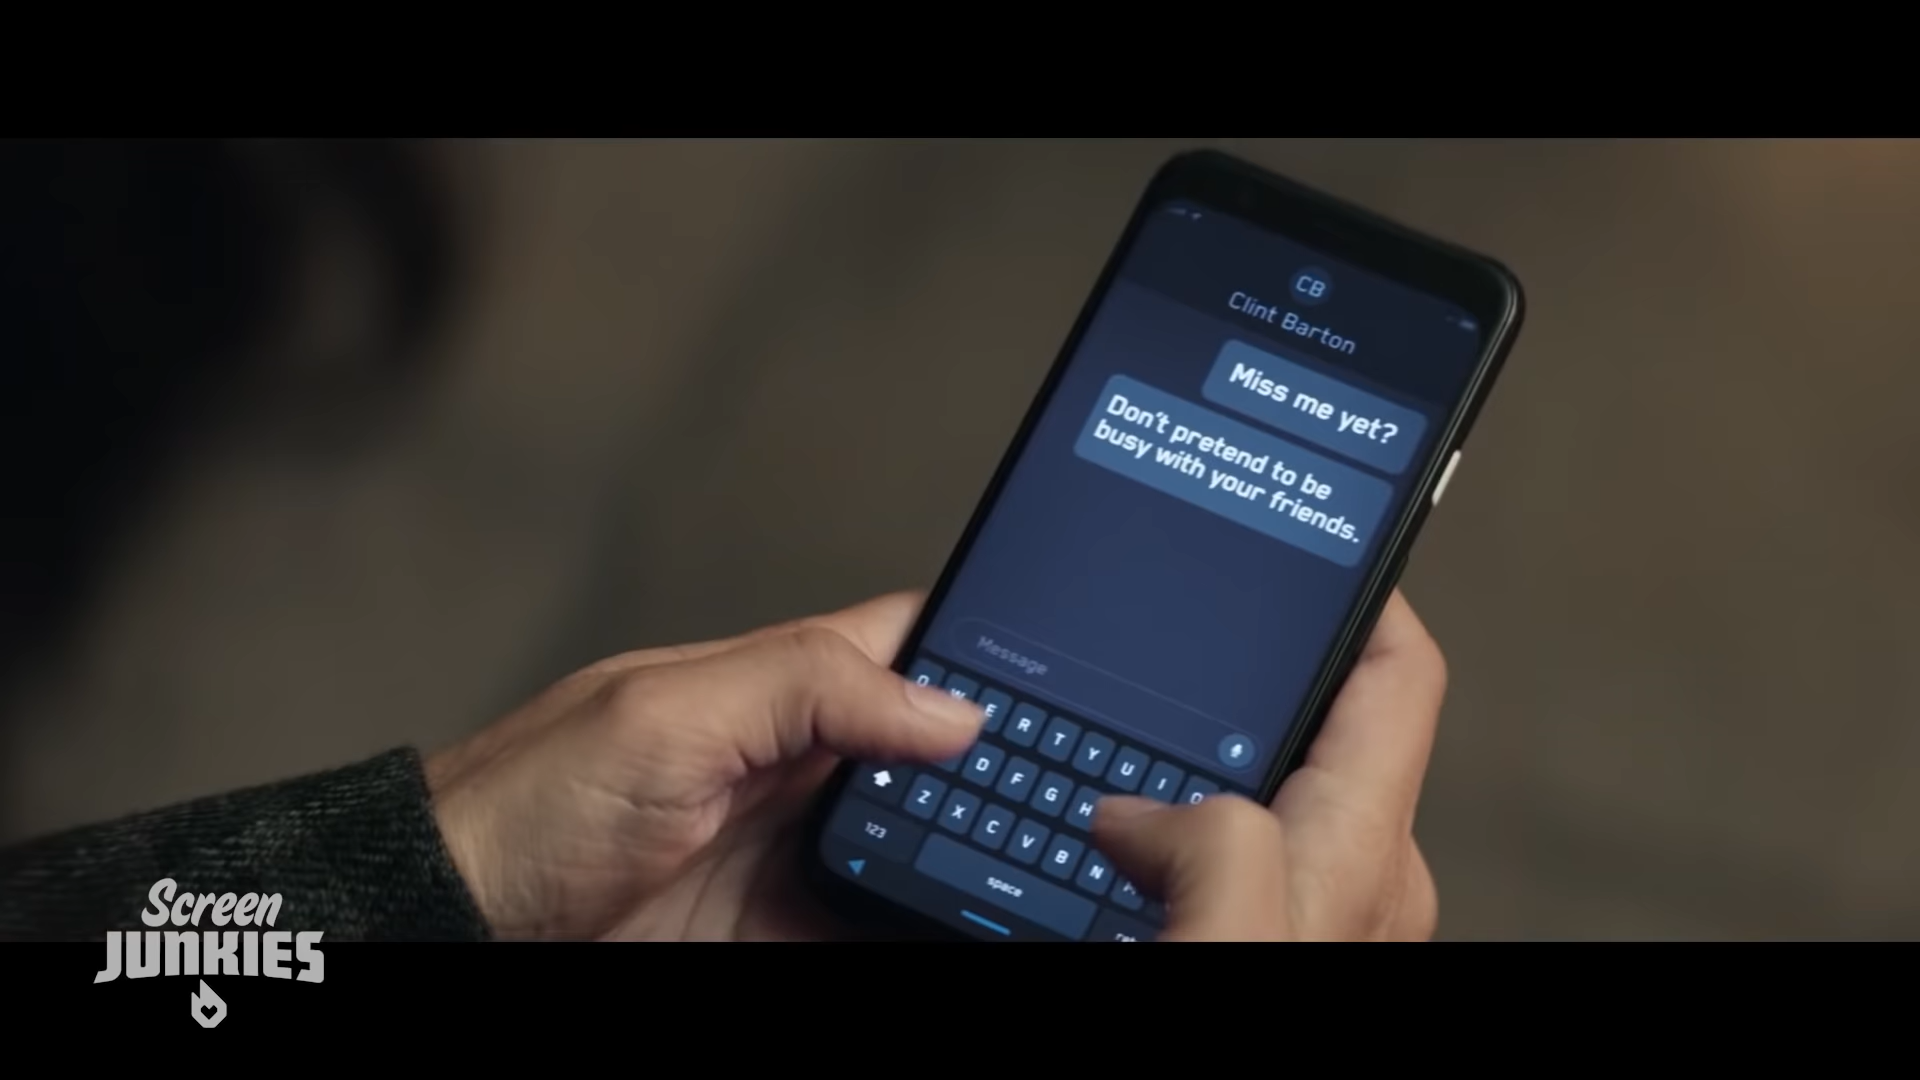 CB
Clint Barton
Miss me yet?
Don't pretend to be
busy with your friends.
Message
Q W E R T Y U I O
D F G H
Z X C V B N M
123
space
Screen
JUNKIES